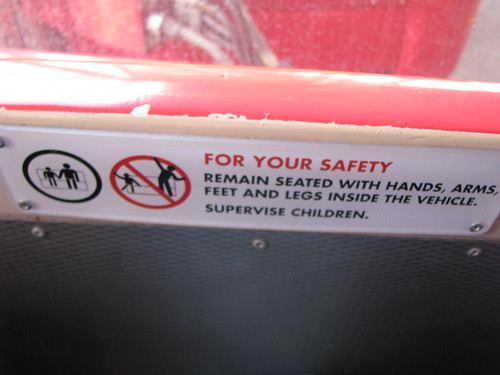 FOR YOUR SAFETY
REMAIN SEATED WITH HANDS, ARMS,
FEET AND LEGS INSIDE THE VEHICLE.
SUPERVISE CHILDREN.